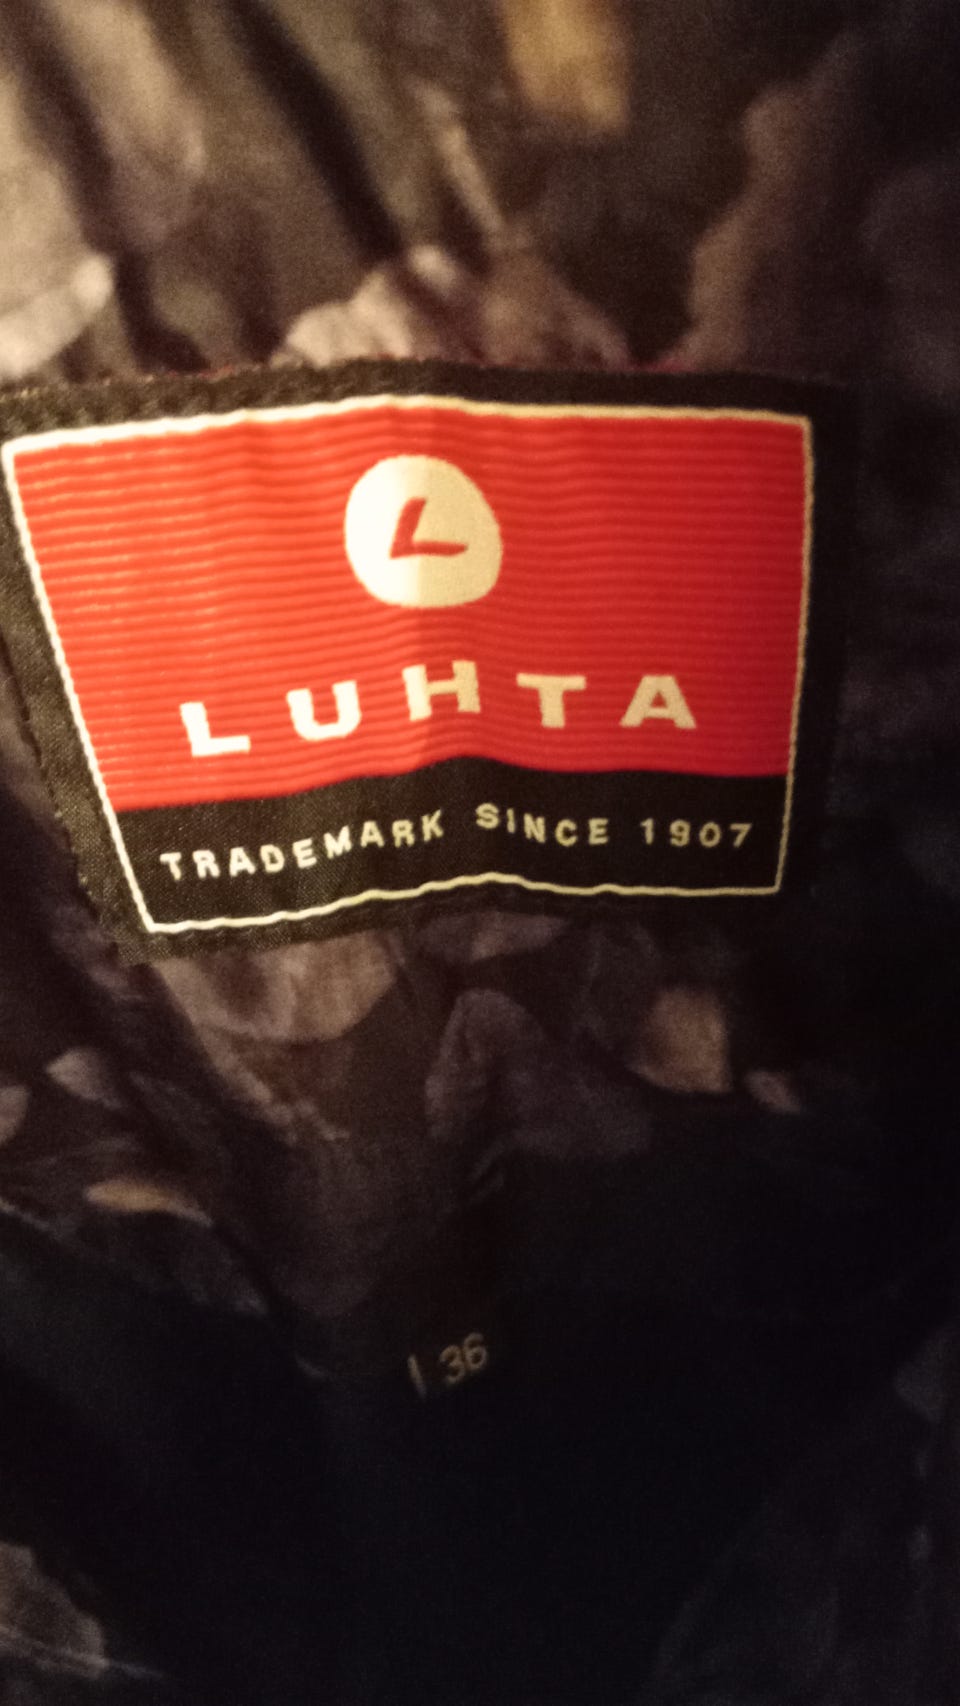 L
LUHTA
TRADEMARK SINCE 1907
36